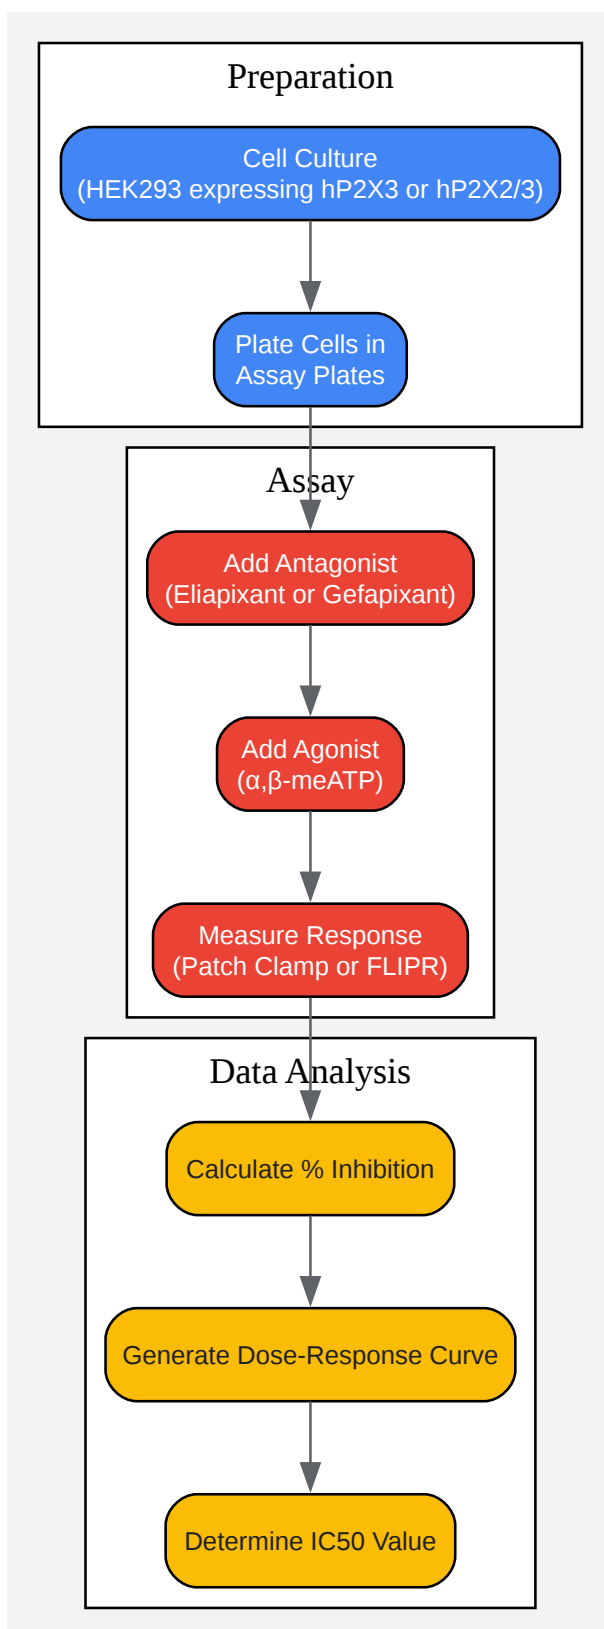 Preparation
Cell Culture
(HEK293 expressing hP2X3 or hP2X2/3)
Plate Cells in
Assay Plates
Assay
Add Antagonist
(Eliapixant or Gefapixant)
Add Agonist
(α,β-meATP)
Measure Response
(Patch Clamp or FLIPR)
Data Analysis
Calculate % Inhibition
Generate Dose-Response Curve
Determine IC50 Value